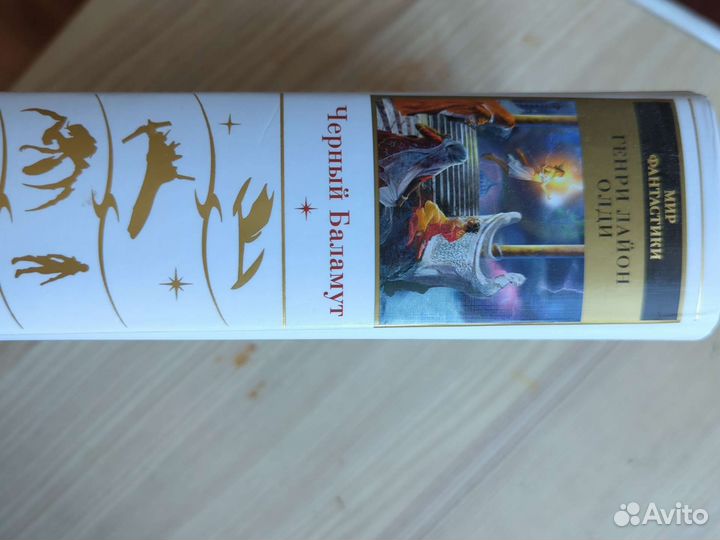 МИР
ФАНТАСТИКИ
ГЕНРИ ЛАЙОН
ОЛДИ
Черный Баламут
Avito